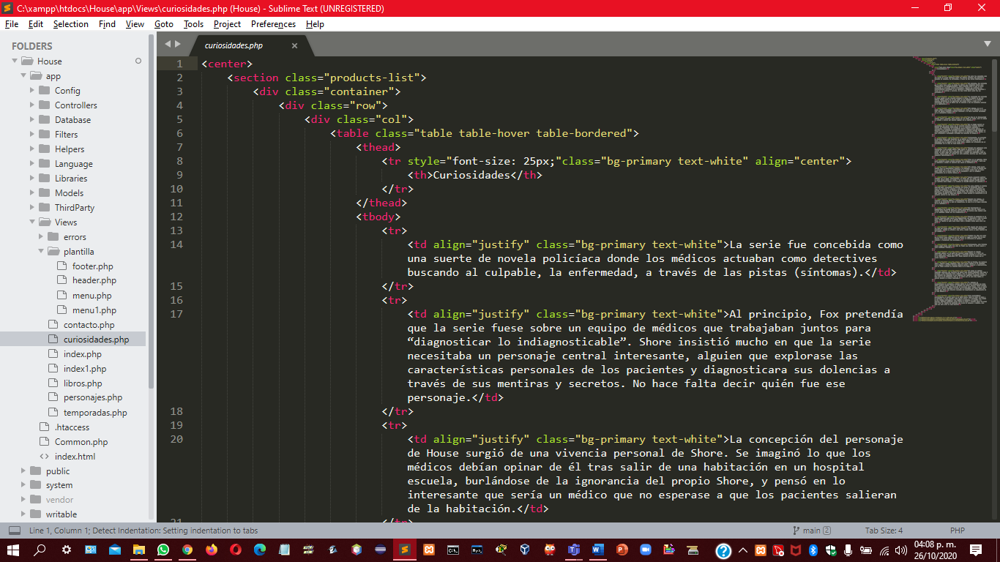 C:\xampp\htdocs\House\app\Views\curiosidades.php (House) - Sublime Text (UNREGISTERED)
File Edit Selection Find View Goto Tools Project Preferences Help
FOLDERS
House
app
Config
Controllers
Database
Filters
Helpers
Language
Libraries
Models
ThirdParty
Views
errors
plantilla
footer.php
header.php
menu.php
menu1.php
contacto.php
curiosidades.php
index.php
index1.php
libros.php
personajes.php
temporadas.php
.htaccess
Common.php
index.html
public
system
vendor
writable
curiosidades.php
1 <center>
2 <section class="products-list">
3 <div class="container">
4 <div class="row">
5 <div class="col">
6 <table class="table table-hover table-bordered">
7 <thead>
8 <tr style="font-size: 25px;"class="bg-primary text-white" align="center">
9 <th>Curiosidades</th>
10 </tr>
11 </thead>
12 <tbody>
13 <tr>
14 <td align="justify" class="bg-primary text-white">La serie fue concebida como
una suerte de novela policíaca donde los médicos actuaban como detectives
buscando al culpable, la enfermedad, a través de las pistas (síntomas).</td>
15 </tr>
16 <tr>
17 <td align="justify" class="bg-primary text-white">Al principio, Fox pretendía
que la serie fuese sobre un equipo de médicos que trabajaban juntos para
“diagnosticar lo indiagnosticable”. Shore insistió mucho en que la serie
necesitaba un personaje central interesante, alguien que explorase las
características personales de los pacientes y diagnosticara sus dolencias a
través de sus mentiras y secretos. No hace falta decir quién fue ese
personaje.</td>
18 </tr>
19 <tr>
20 <td align="justify" class="bg-primary text-white">La concepción del personaje
de House surgió de una vivencia personal de Shore. Se imaginó lo que los
médicos debían opinar de él tras salir de una habitación en un hospital
escuela, burlándose de la ignorancia del propio Shore, y pensó en lo
interesante que sería un médico que no esperase a que los pacientes salieran
de la habitación.</td>
21 </tr>
Line 1, Column 1; Detect Indentation: Setting indentation to tabs
main 2
Tab Size: 4
PHP
04:08 p. m.
26/10/2020